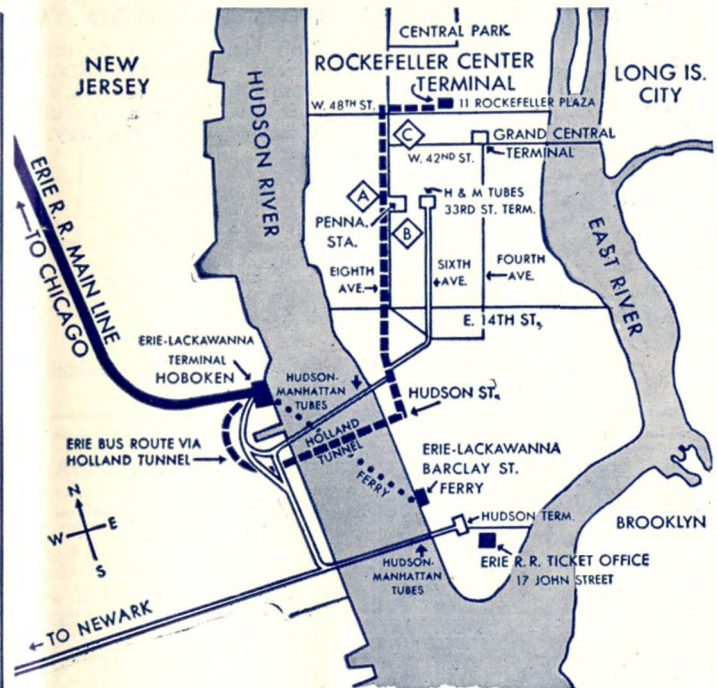 CENTRAL PARK
NEW
JERSEY
ROCKEFELLER CENTER
TERMINAL
LONG IS.
CITY
HUDSON RIVER
W. 48TH ST.
11 ROCKEFELLER PLAZA
C
GRAND CENTRAL
TERMINAL
W. 42ND ST.
ERIE R. R. MAIN LINE
TO CHICAGO
A
H & M TUBES
33RD ST. TERM.
PENNA.
STA.
B
EAST RIVER
EIGHTH
AVE.
SIXTH
AVE.
FOURTH
AVE.
E. 14TH ST.
ERIE-LACKAWANNA
TERMINAL
HOBOKEN
HUDSON-
MANHATTAN
TUBES
HUDSON ST.
ERIE BUS ROUTE VIA
HOLLAND TUNNEL
HOLLAND
TUNNEL
ERIE-LACKAWANNA
BARCLAY ST.
FERRY
FERRY
N
W
E
S
HUDSON TERM.
BROOKLYN
ERIE R. R. TICKET OFFICE
17 JOHN STREET
HUDSON-
MANHATTAN
TUBES
TO NEWARK